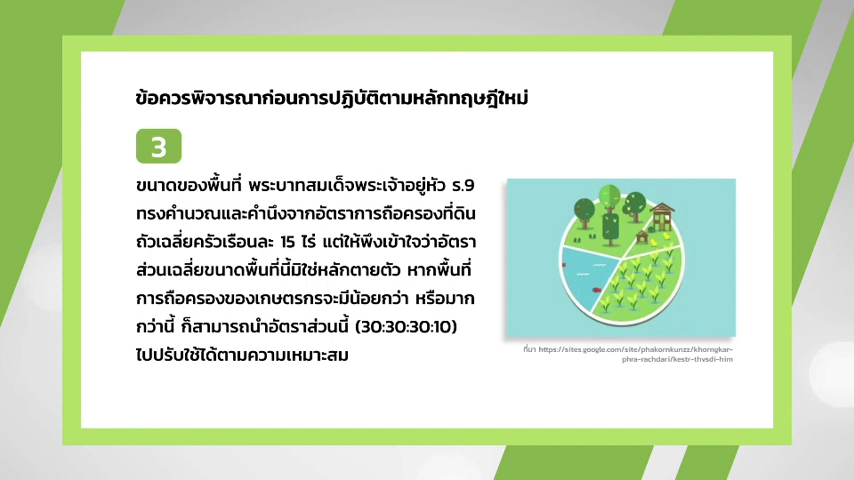 ข้อควรพิจารณาก่อนการปฏิบัติตามหลักทฤษฎีใหม่
3
ขนาดของพื้นที่ พระบาทสมเด็จพระเจ้าอยู่หัว ร.9
ทรงคำนวณและคำนึงจากอัตราการถือครองที่ดิน
ถัวเฉลี่ยครัวเรือนละ 15 ไร่ แต่ให้พึงเข้าใจว่าอัตรา
ส่วนเฉลี่ยขนาดพื้นที่นี้มิใช่หลักตายตัว หากพื้นที่
การถือครองของเกษตรกรจะมีน้อยกว่า หรือมาก
กว่านี้ ก็สามารถนำอัตราส่วนนี้ (30:30:30:10)
ไปปรับใช้ได้ตามความเหมาะสม
ที่มา https://sites.google.com/site/phakornkunzz/khorngkar-
phra-rachdari/kestr-thvsdi-him